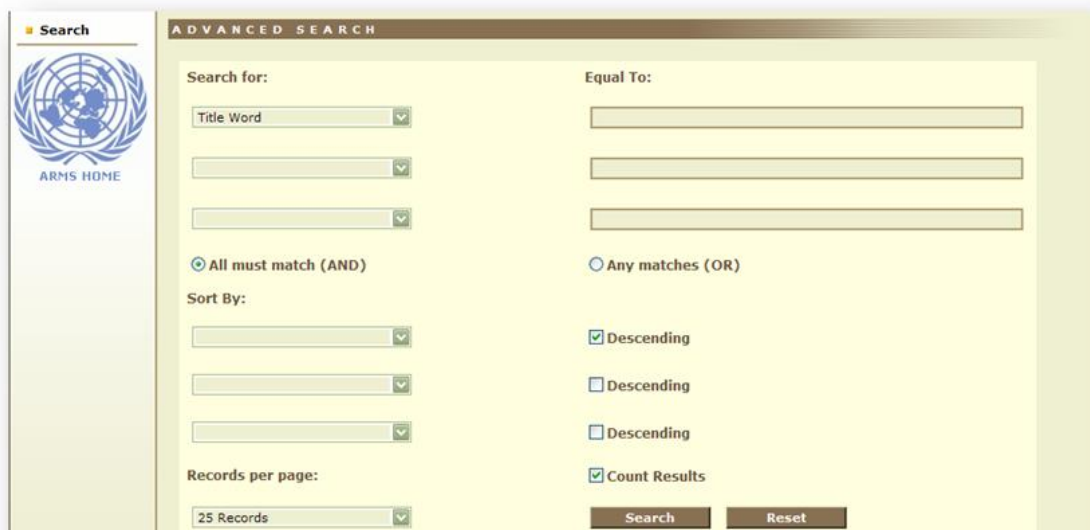 Search
ARMS HOME
ADVANCED SEARCH
Search for: Equal To:
Title Word
All must match (AND) Any matches (OR)
Sort By:
Descending
Descending
Descending
Records per page: Count Results
25 Records Search Reset